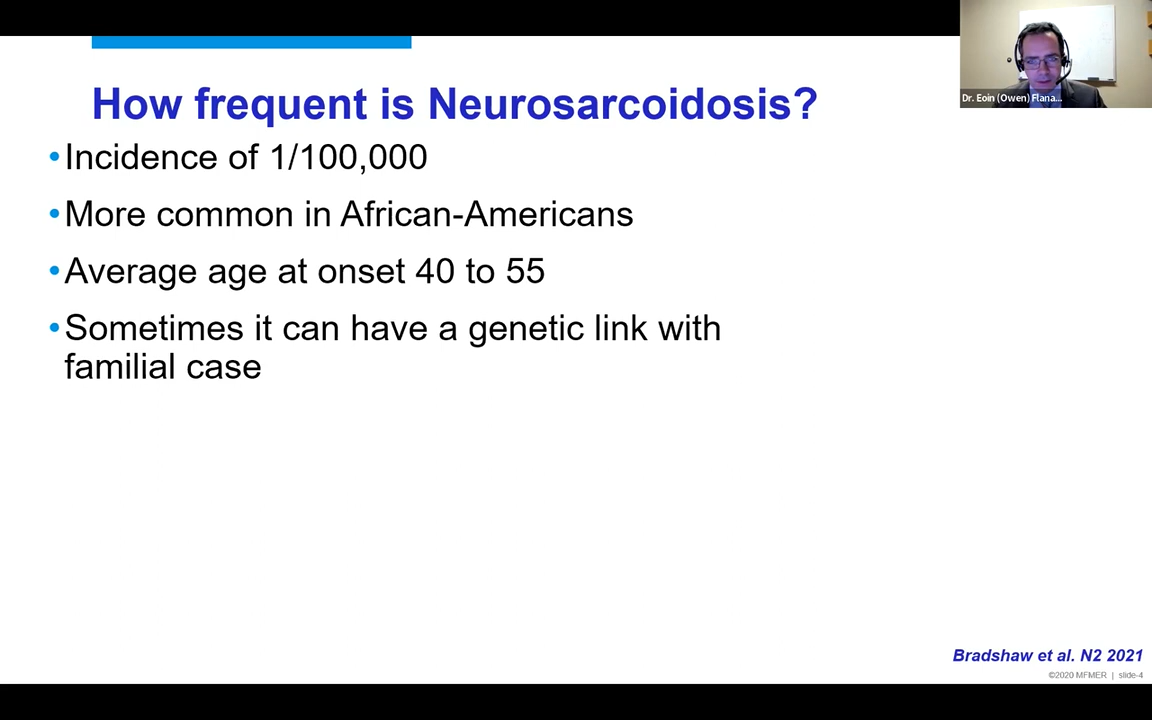 How frequent is Neurosarcoidosis?
•Incidence of 1/100,000
•More common in African-Americans
•Average age at onset 40 to 55
•Sometimes it can have a genetic link with
familial case
Dr. Eoin (Owen) Flana...
Bradshaw et al. N2 2021
©2020 MFMER | slide-4